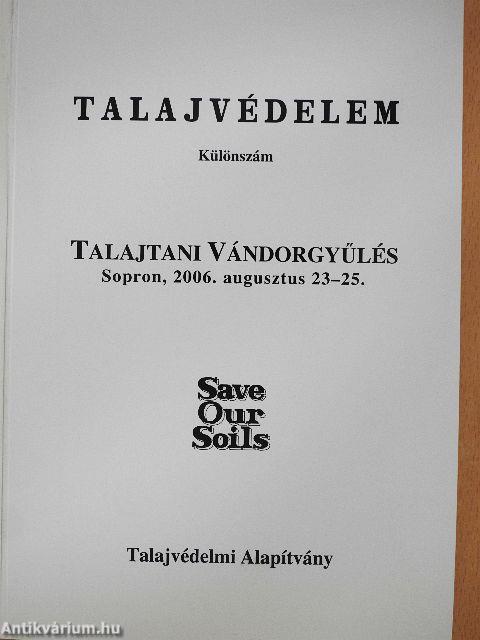 TALAJVÉDELEM
Különszám
TALAJTANI VÁNDORGYŰLÉS
Sopron, 2006. augusztus 23–25.
Save
Our
Soils
Talajvédelmi Alapítvány
Antikvárium.hu